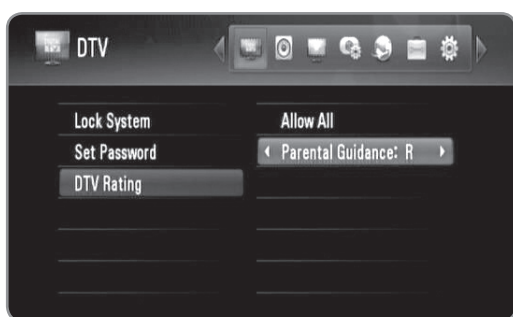 DTV
Lock System
Set Password
DTV Rating
Allow All
Parental Guidance: R